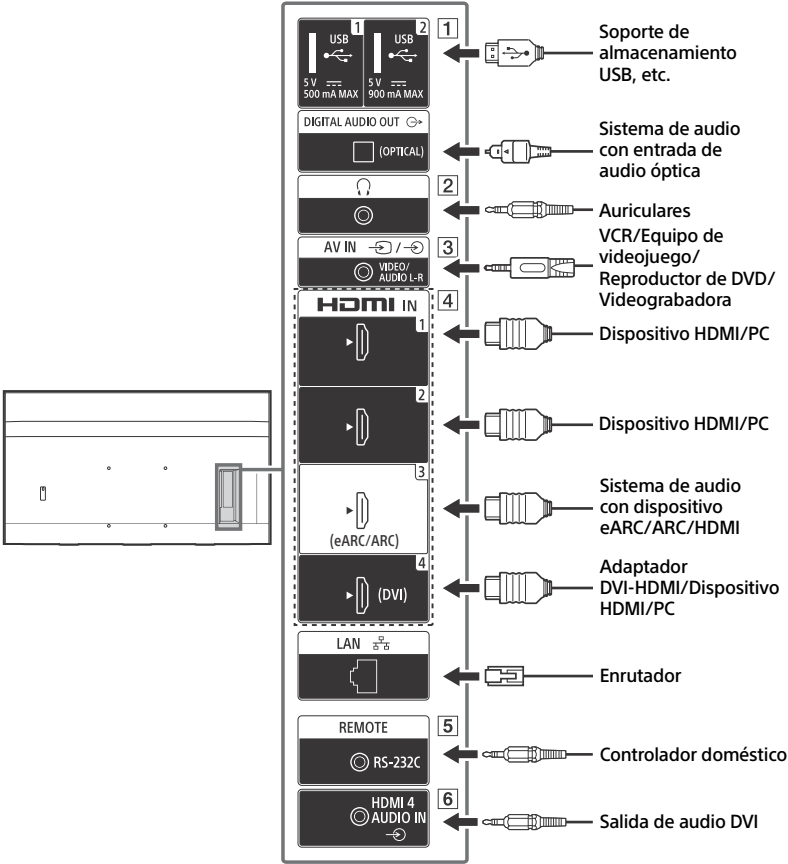 1
USB
5 V
500 mA MAX
2
USB
5 V
900 mA MAX
1
Soporte de
almacenamiento
USB, etc.
DIGITAL AUDIO OUT
(OPTICAL)
Sistema de audio
con entrada de
audio óptica
2
Auriculares
AV IN /
VIDEO/
AUDIO L-R
3
VCR/Equipo de
videojuego/
Reproductor de DVD/
Videograbadora
HDMI IN
4
1
Dispositivo HDMI/PC
2
Dispositivo HDMI/PC
3
(eARC/ARC)
Sistema de audio
con dispositivo
eARC/ARC/HDMI
4
(DVI)
Adaptador
DVI-HDMI/Dispositivo
HDMI/PC
LAN
Enrutador
REMOTE
5
RS-232C
Controlador doméstico
6
HDMI 4
AUDIO IN
Salida de audio DVI